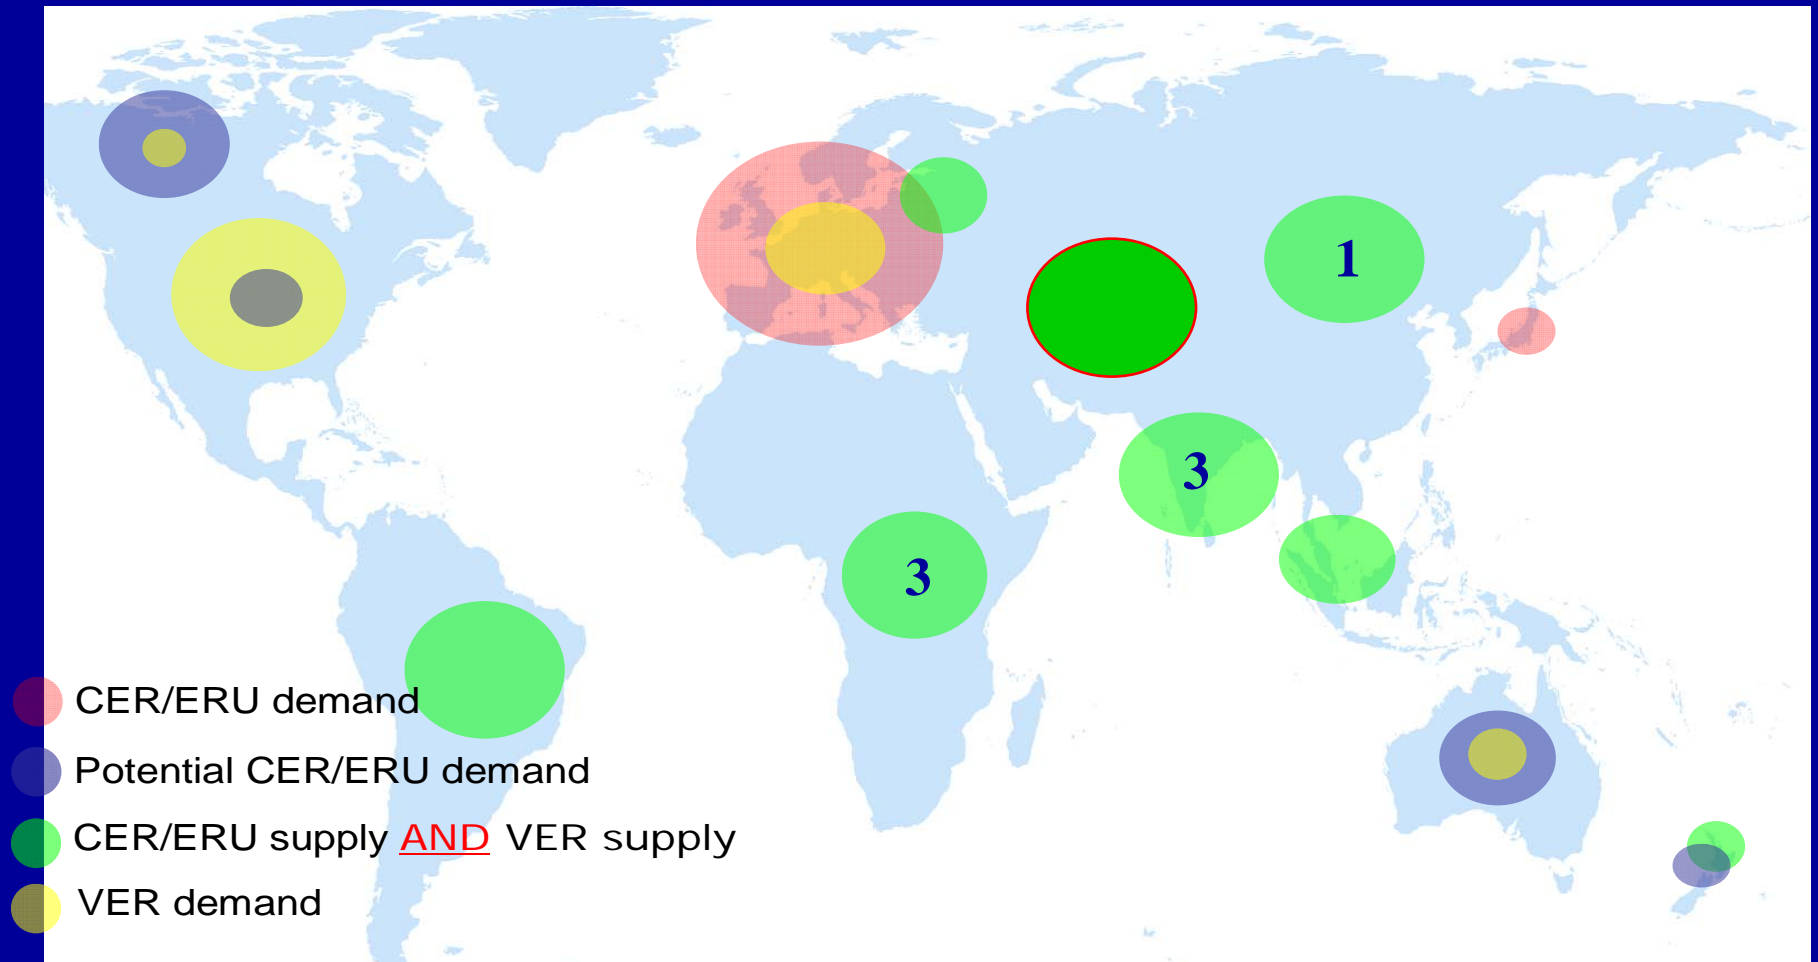 1
3
3
CER/ERU demand
Potential CER/ERU demand
CER/ERU supply AND VER supply
VER demand